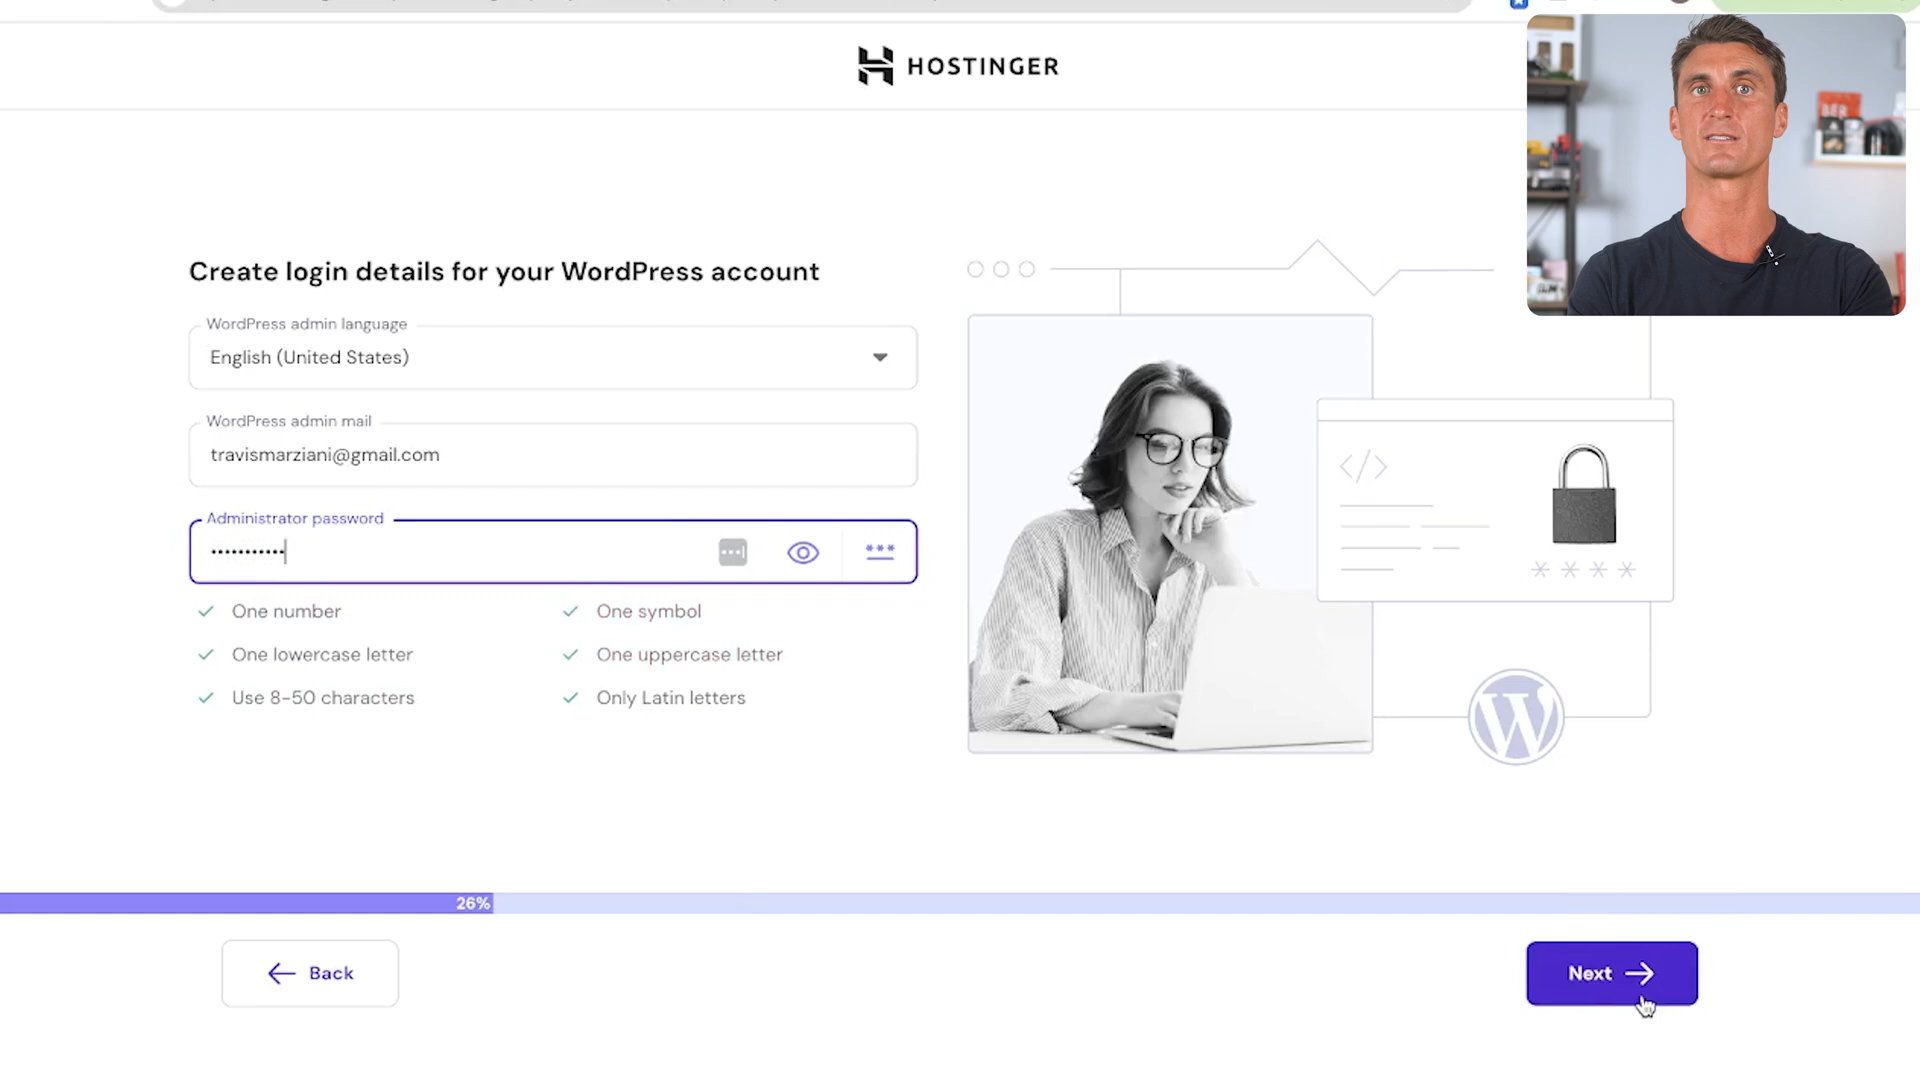 HOSTINGER
Create login details for your WordPress account
WordPress admin language
English (United States)
WordPress admin mail
travismarziani@gmail.com
Administrator password
•••••••••••
One number
One symbol
One lowercase letter
One uppercase letter
Use 8-50 characters
Only Latin letters
</>
* * * *
26%
Back
Next